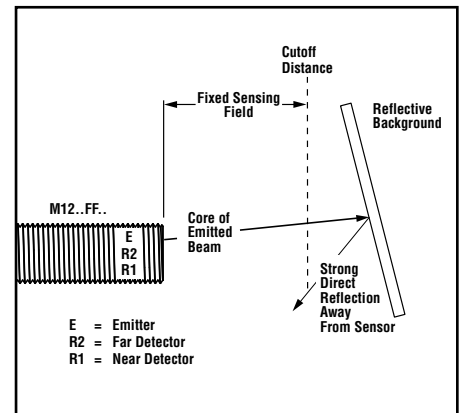 Cutoff
Distance
Fixed Sensing
Field
Reflective
Background
M12..FF..
E
R2
R1
Core of
Emitted
Beam
Strong
Direct
Reflection
Away
From Sensor
E = Emitter
R2 = Far Detector
R1 = Near Detector